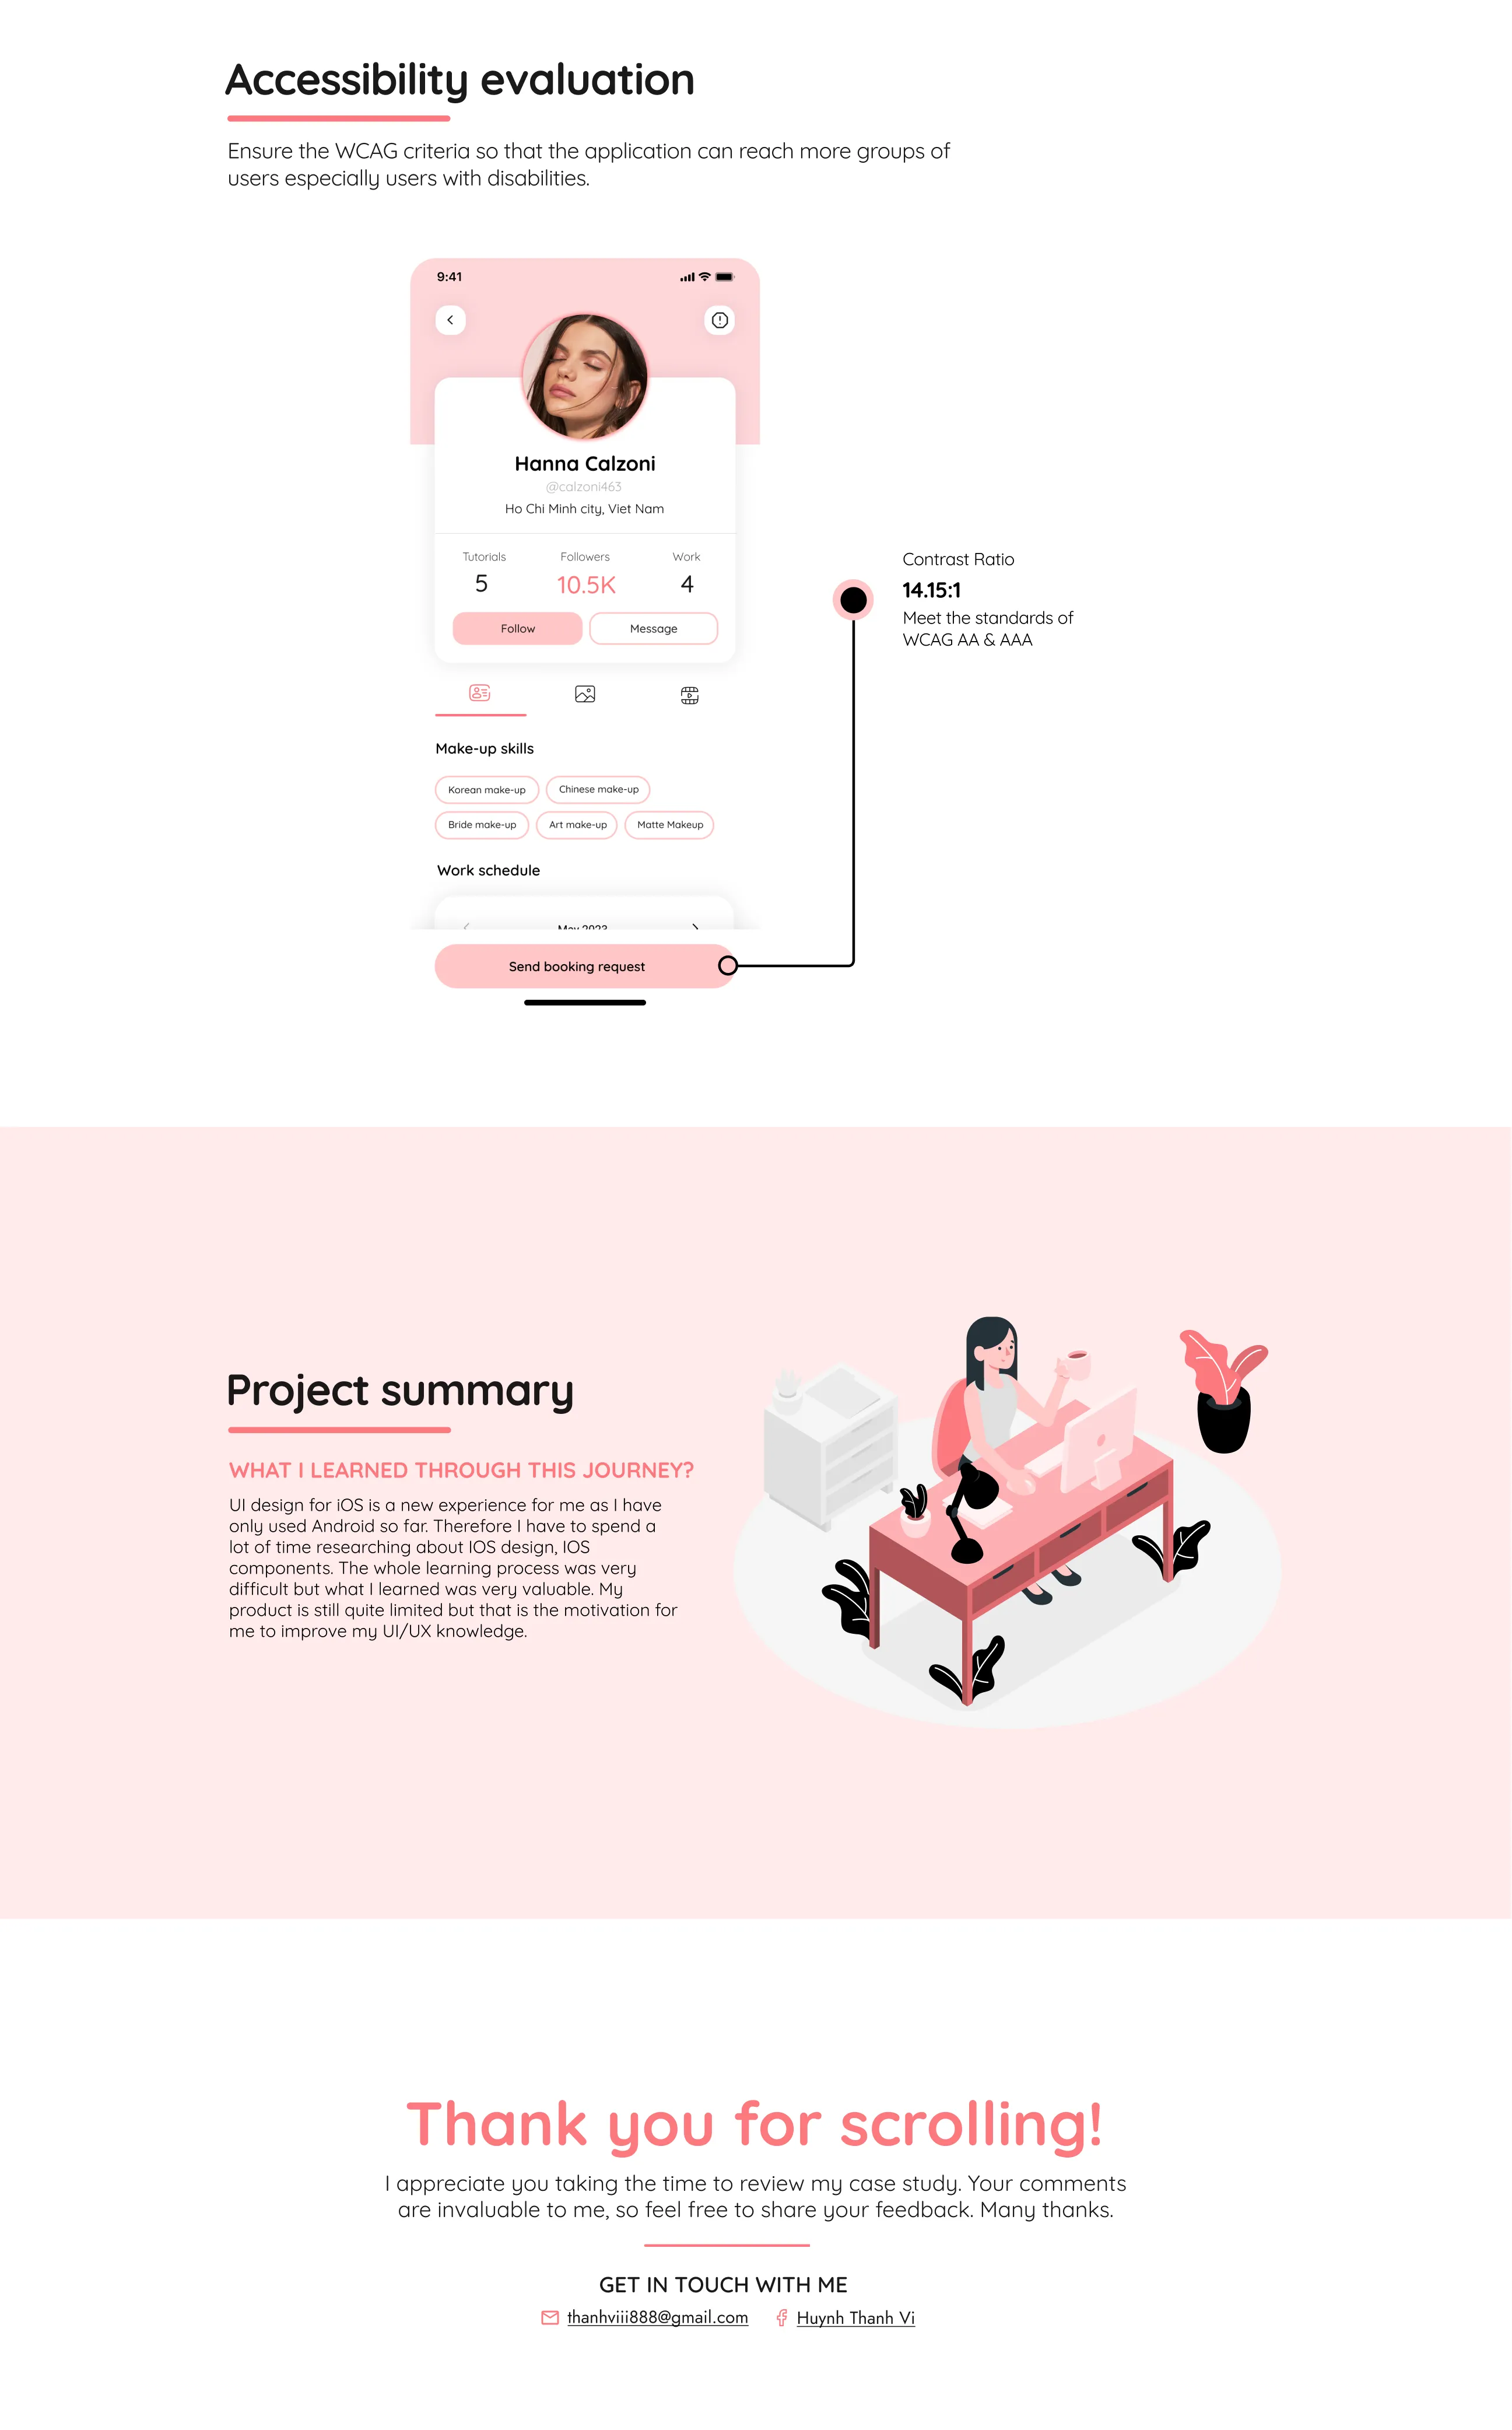 Accessibility evaluation
Ensure the WCAG criteria so that the application can reach more groups of
users especially users with disabilities.
9:41
Hanna Calzoni
@calzoni463
Ho Chi Minh city, Viet Nam
Tutorials Followers Work
5 10.5K 4
Follow Message
Contrast Ratio
14.15:1
Meet the standards of
WCAG AA & AAA
Make-up skills
Korean make-up Chinese make-up
Bride make-up Art make-up Matte Makeup
Work schedule
May 2023
Send booking request
Project summary
WHAT I LEARNED THROUGH THIS JOURNEY?
UI design for iOS is a new experience for me as I have
only used Android so far. Therefore I have to spend a
lot of time researching about IOS design, IOS
components. The whole learning process was very
difficult but what I learned was very valuable. My
product is still quite limited but that is the motivation for
me to improve my UI/UX knowledge.
Thank you for scrolling!
I appreciate you taking the time to review my case study. Your comments
are invaluable to me, so feel free to share your feedback. Many thanks.
GET IN TOUCH WITH ME
thanhviii888@gmail.com Huynh Thanh Vi